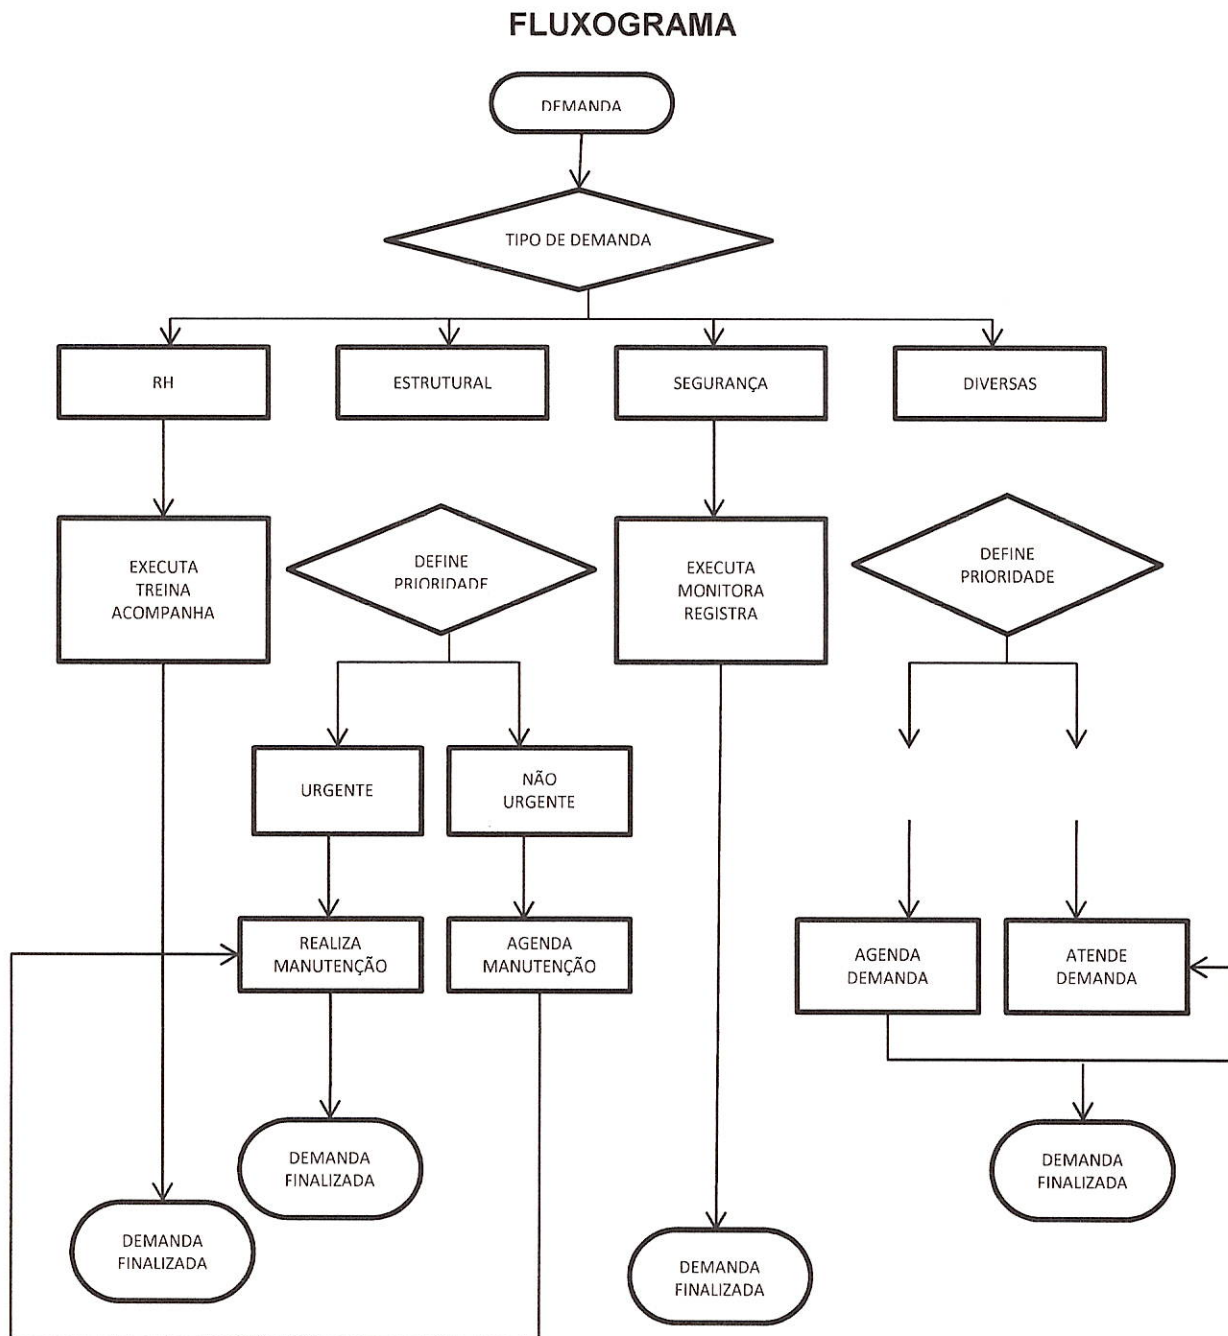 FLUXOGRAMA
DEMANDA
TIPO DE DEMANDA
RH
ESTRUTURAL
SEGURANÇA
DIVERSAS
EXECUTA
TREINA
ACOMPANHA
DEFINE
PRIORIDADE
EXECUTA
MONITORA
REGISTRA
DEFINE
PRIORIDADE
URGENTE
NÃO
URGENTE
REALIZA
MANUTENÇÃO
AGENDA
MANUTENÇÃO
AGENDA
DEMANDA
ATENDE
DEMANDA
DEMANDA
FINALIZADA
DEMANDA
FINALIZADA
DEMANDA
FINALIZADA
DEMANDA
FINALIZADA